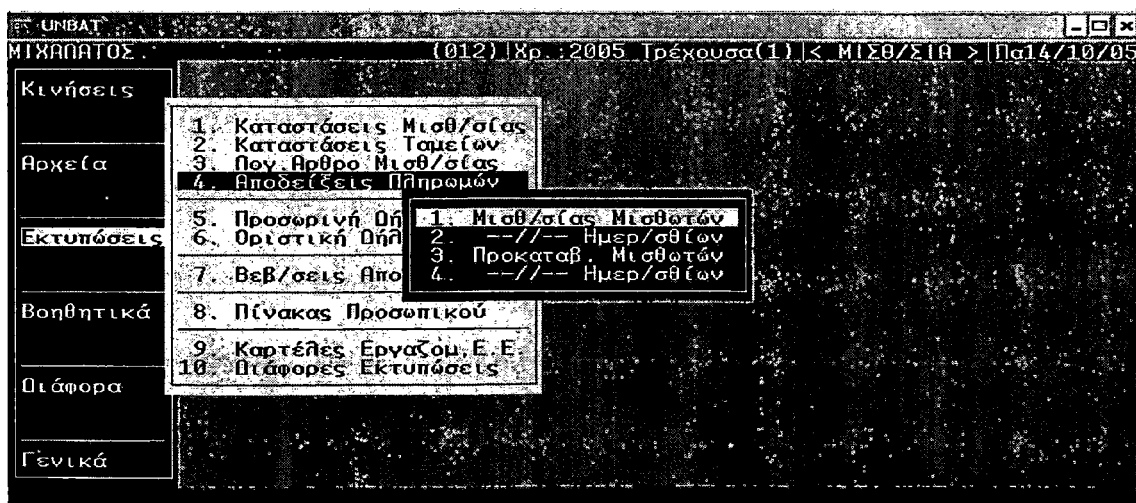 UNBAT
ΜΙΧΑΠΑΤΟΣ. (012)|Χρ.:2005 Τρέχουσα(1)|< ΜΙΣΘ/ΣΙΑ >|Πα14/10/05
Κινήσεις
Αρχεία
Εκτυπώσεις
Βοηθητικά
Διάφορα
Γενικά
1. Καταστάσεις Μισθ/σίας
2. Καταστάσεις Ταμείων
3. Λογ.Αρθρο Μισθ/σίας
4. Αποδείξεις Πληρωμών
5. Προσωρινή Δή
6. Οριστική Δήλ
7. Βεβ/σεις Απο
8. Πίνακας Προσωπικού
9. Καρτέλες Εργαζομ,Ε.Ε.
10. Διάφορες Εκτυπώσεις
1. Μισθ/σίας Μισθωτών
2. --//-- Ημερ/σθίων
3. Προκαταβ. Μισθωτών
4. --//-- Ημερ/σθίων